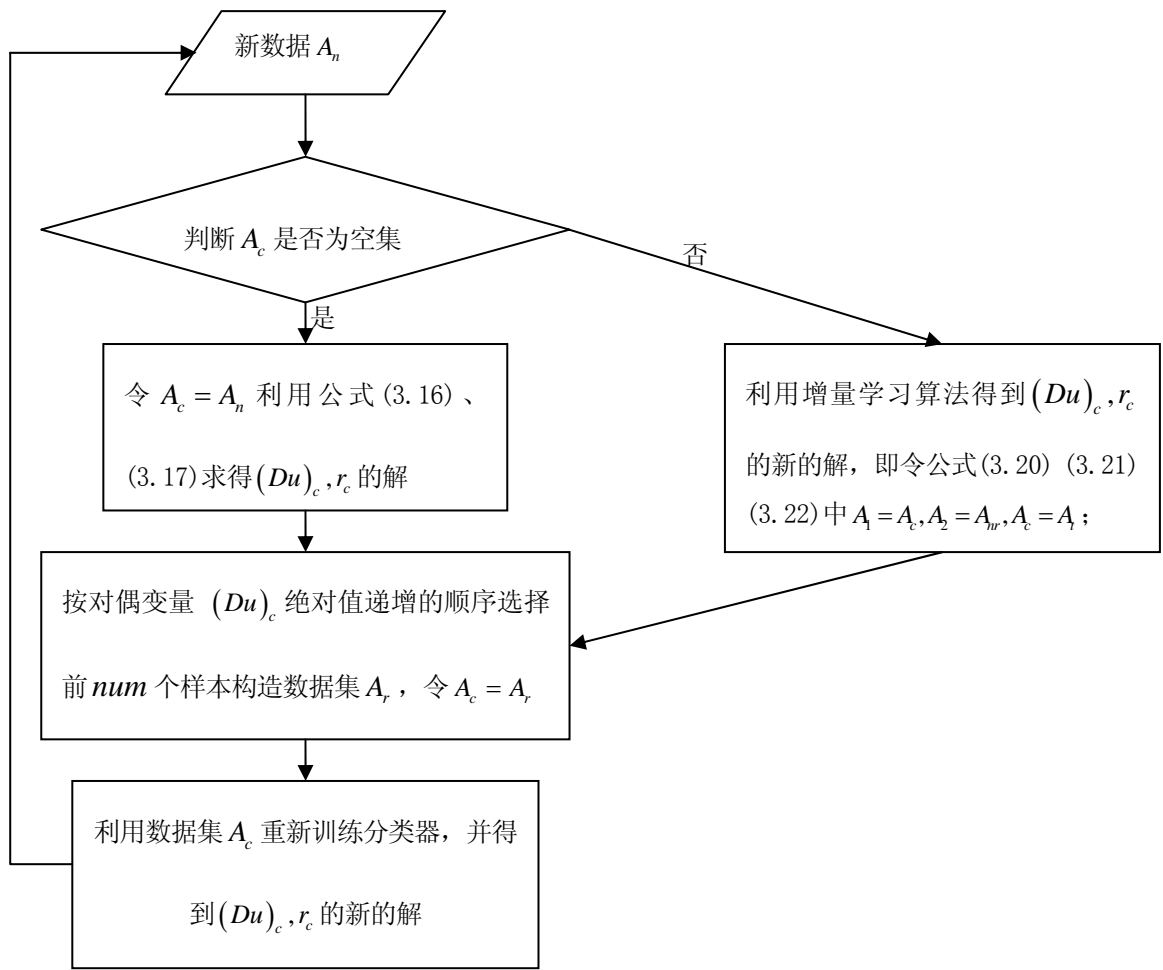 新数据 Aₙ
判断 A_c 是否为空集
否
是
令 A_c = A_n 利用公式(3.16)、
(3.17)求得(Du)_c, r_c 的解
利用增量学习算法得到(Du)_c, r_c
的新的解，即令公式(3.20) (3.21)
(3.22)中 A_1 = A_c, A_2 = A_nr, A_c = A_t；
按对偶变量 (Du)_c 绝对值递增的顺序选择
前 num 个样本构造数据集 A_r，令 A_c = A_r
利用数据集 A_c 重新训练分类器，并得
到(Du)_c, r_c 的新的解